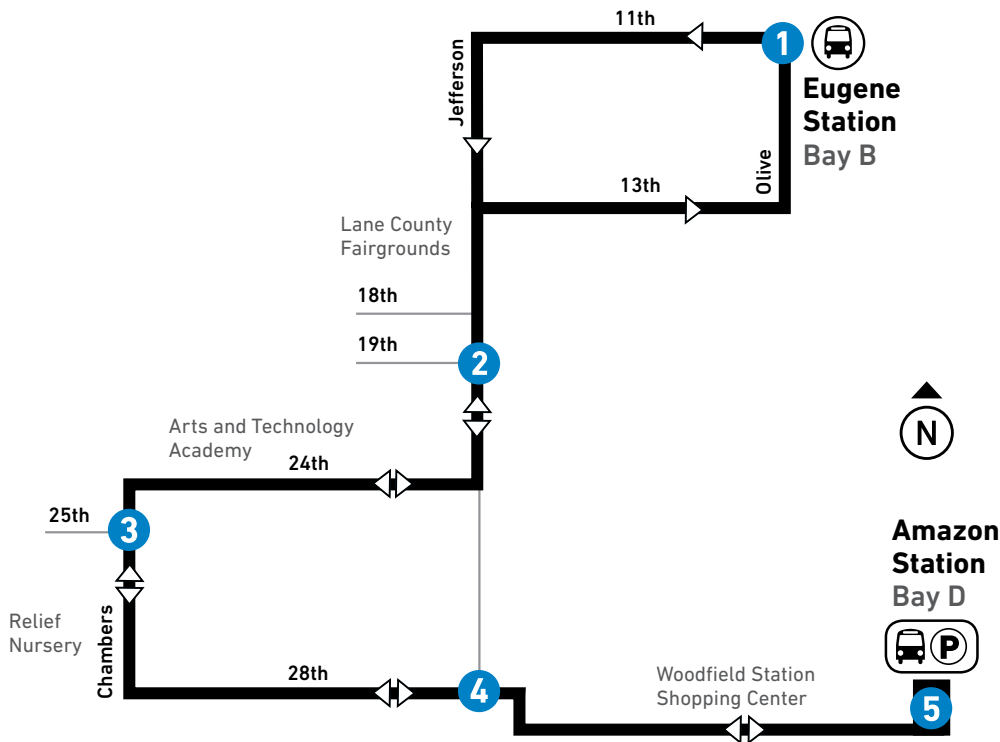 11th
1
Eugene
Station
Bay B
Jefferson
Olive
13th
Lane County
Fairgrounds
18th
19th
2
N
Arts and Technology
Academy
24th
25th
3
Amazon
Station
Bay D
P
Relief
Nursery
Chambers
28th
4
Woodfield Station
Shopping Center
5